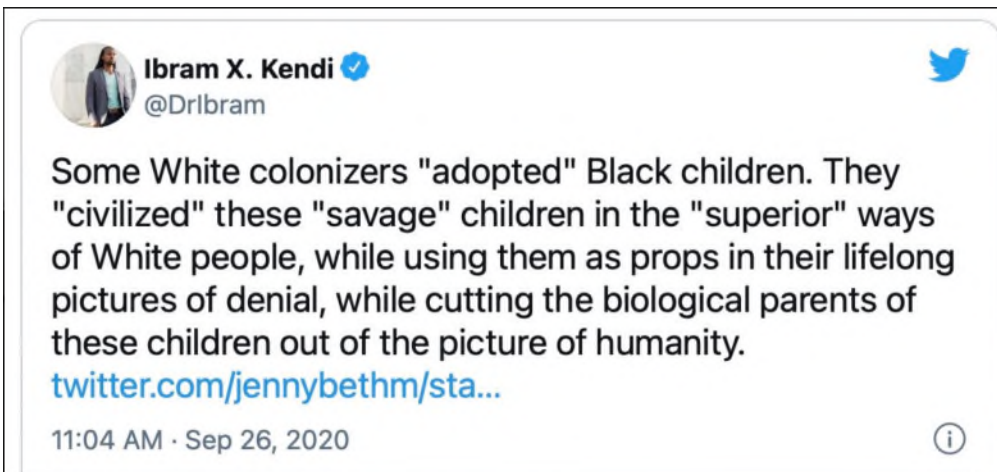 Ibram X. Kendi
@DrIbram
Some White colonizers "adopted" Black children. They
"civilized" these "savage" children in the "superior" ways
of White people, while using them as props in their lifelong
pictures of denial, while cutting the biological parents of
these children out of the picture of humanity.
twitter.com/jennybethm/sta...
11:04 AM · Sep 26, 2020